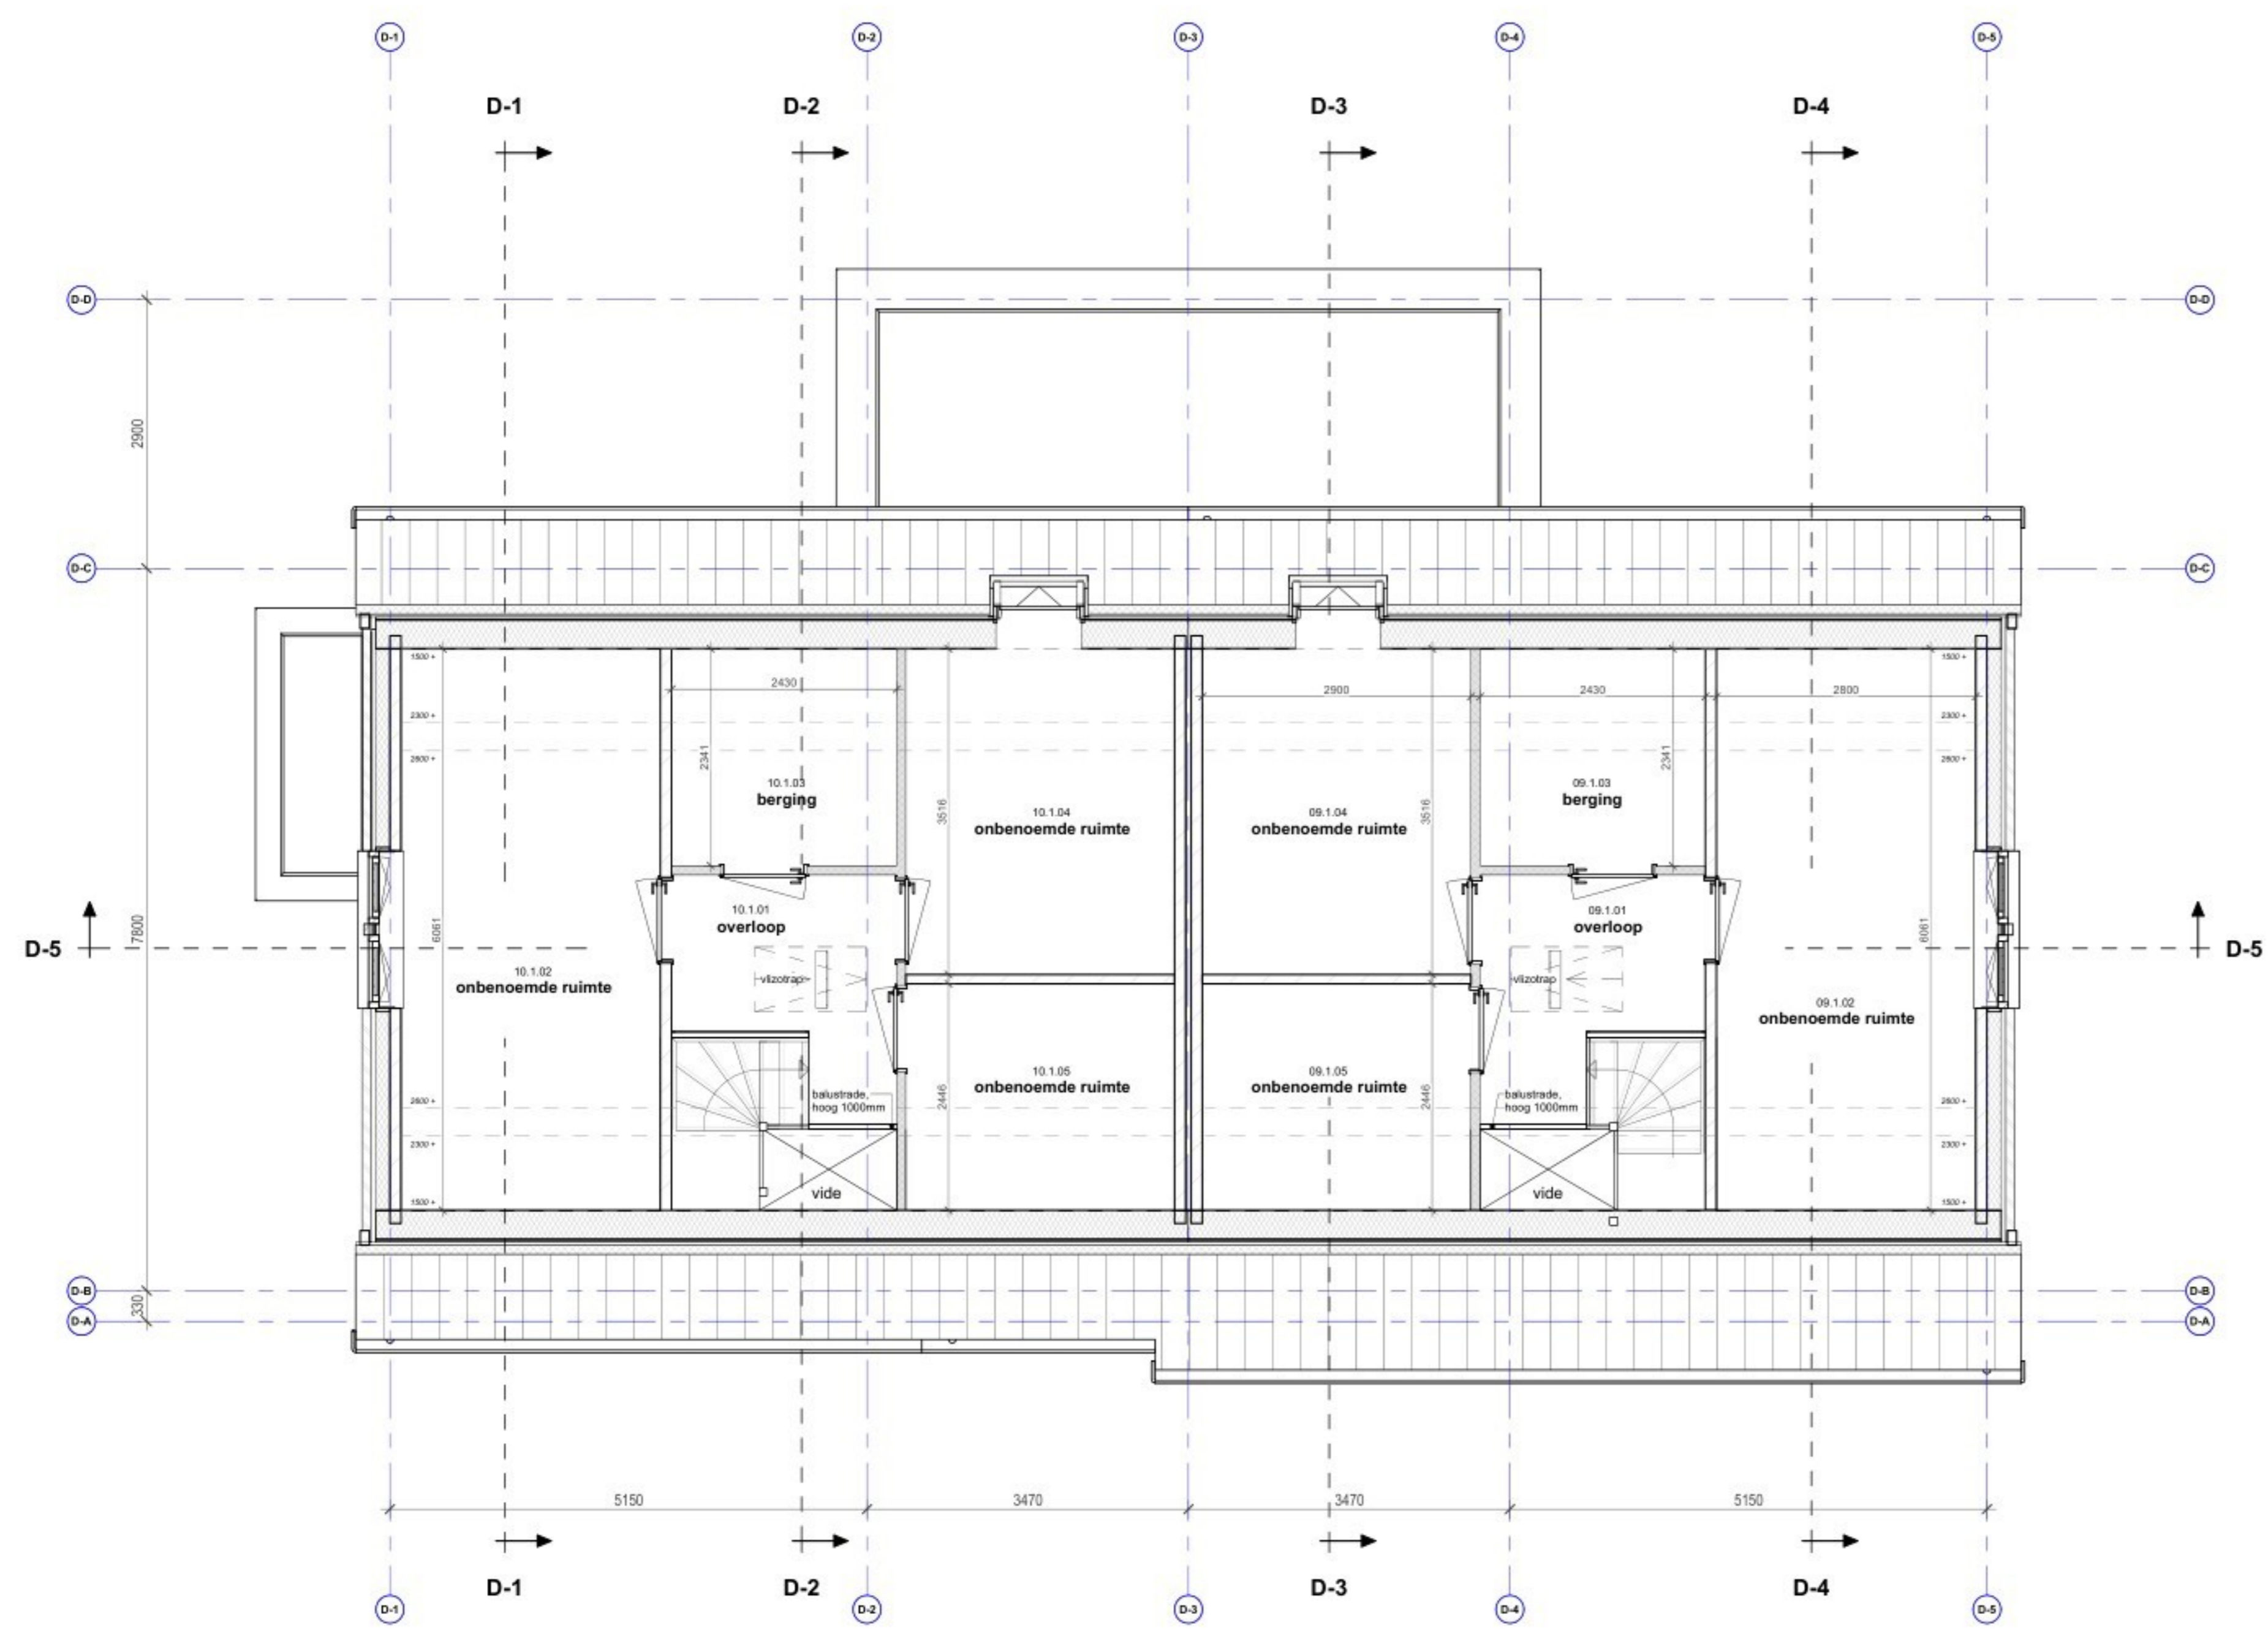 D-1
D-2
D-3
D-4
D-5
D-1
D-2
D-3
D-4
D-D
D-D
2900
D-C
D-C
1500 +
1500 +
2430
2900
2430
2800
2300 +
2300 +
2600 +
2600 +
2341
2341
10.1.03
berging
09.1.03
berging
3516
3516
10.1.04
onbenoemde ruimte
09.1.04
onbenoemde ruimte
10.1.01
overloop
09.1.01
overloop
7800
6061
6061
D-5
D-5
10.1.02
onbenoemde ruimte
vlizotrap
vlizotrap
09.1.02
onbenoemde ruimte
10.1.05
onbenoemde ruimte
09.1.05
onbenoemde ruimte
2600 +
balustrade,
hoog 1000mm
2446
2446
balustrade,
hoog 1000mm
2600 +
2300 +
2300 +
vide
vide
1500 +
1500 +
D-B
D-B
330
D-A
D-A
5150
3470
3470
5150
D-1
D-2
D-3
D-4
D-1
D-2
D-3
D-4
D-5